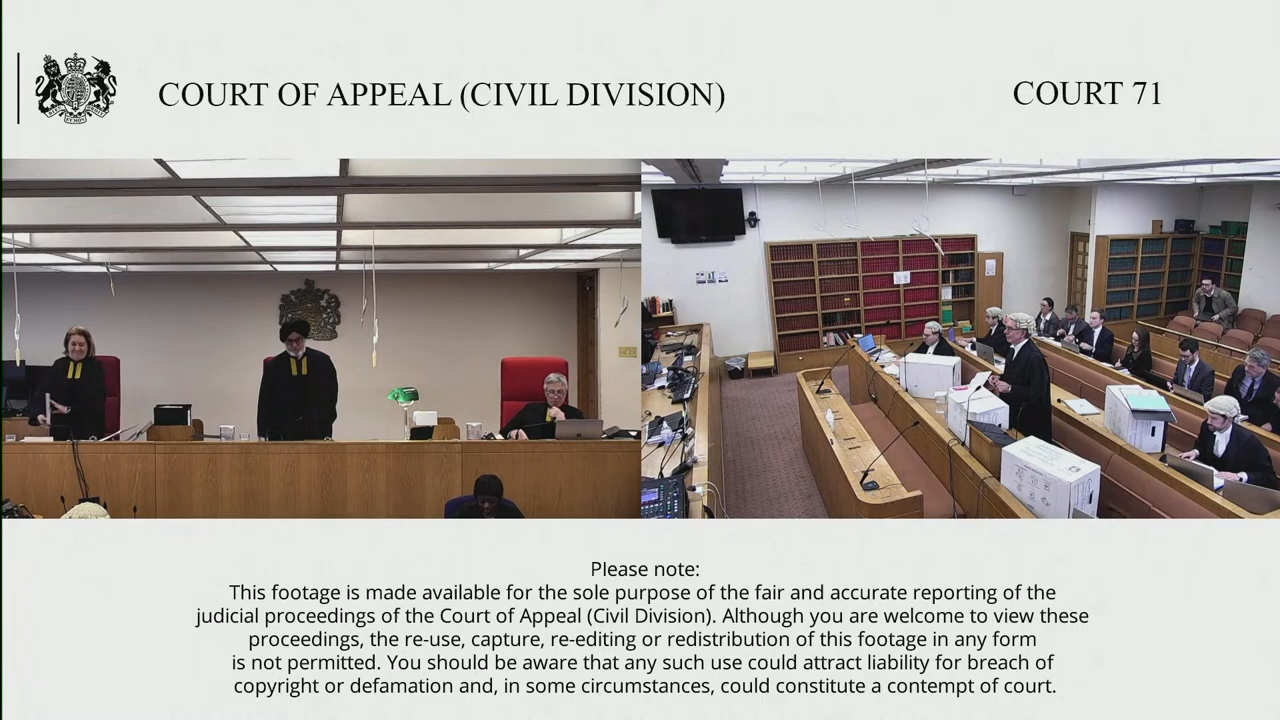 COURT OF APPEAL (CIVIL DIVISION)
COURT 71
Please note:
This footage is made available for the sole purpose of the fair and accurate reporting of the
judicial proceedings of the Court of Appeal (Civil Division). Although you are welcome to view these
proceedings, the re-use, capture, re-editing or redistribution of this footage in any form
is not permitted. You should be aware that any such use could attract liability for breach of
copyright or defamation and, in some circumstances, could constitute a contempt of court.